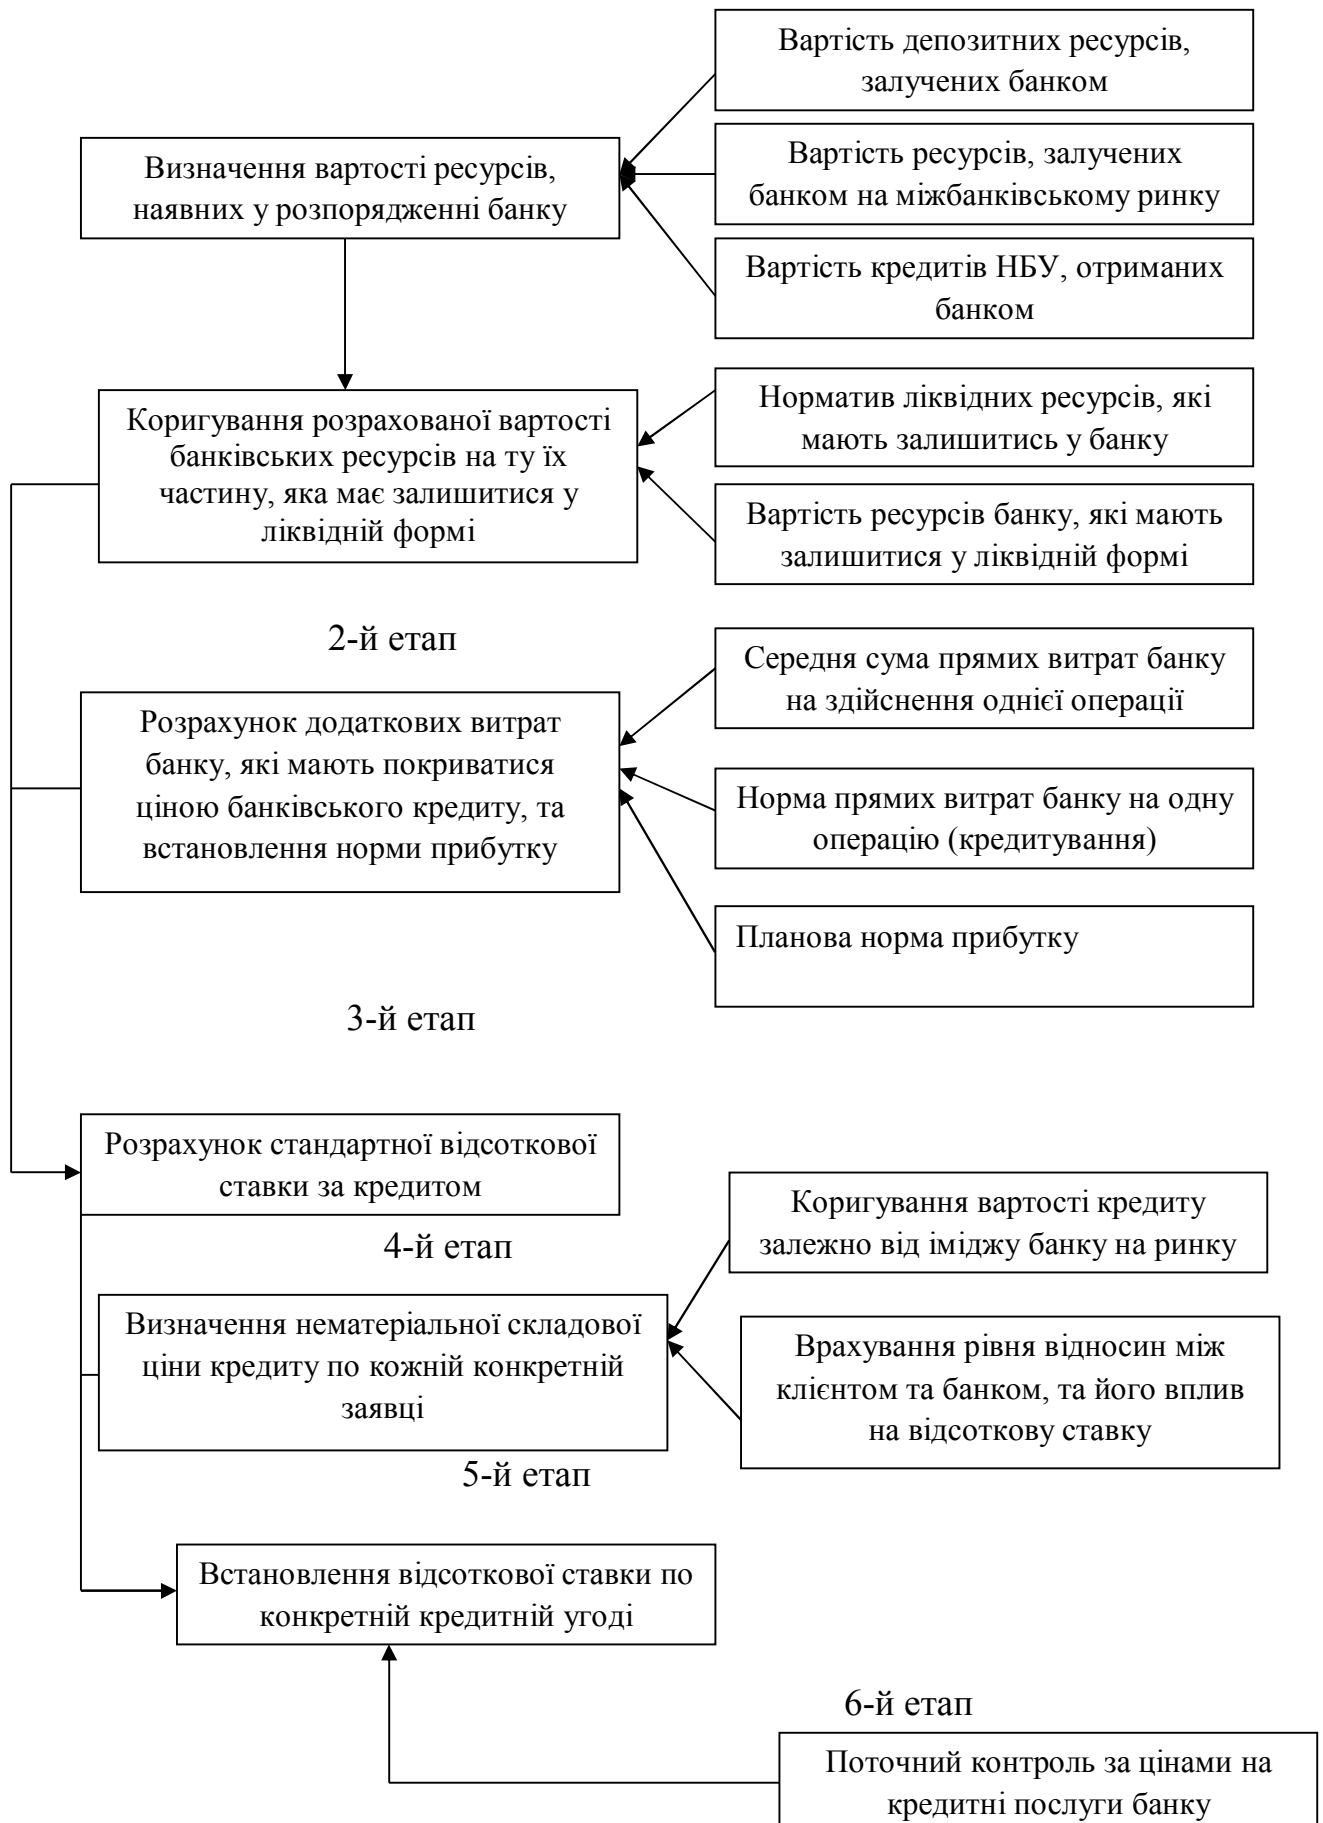 Вартість депозитних ресурсів,
залучених банком
Визначення вартості ресурсів,
наявних у розпорядженні банку
Вартість ресурсів, залучених
банком на міжбанківському ринку
Вартість кредитів НБУ, отриманих
банком
Коригування розрахованої вартості
банківських ресурсів на ту їх
частину, яка має залишитися у
ліквідній формі
Норматив ліквідних ресурсів, які
мають залишитись у банку
Вартість ресурсів банку, які мають
залишитися у ліквідній формі
2-й етап
Розрахунок додаткових витрат
банку, які мають покриватися
ціною банківського кредиту, та
встановлення норми прибутку
Середня сума прямих витрат банку
на здійснення однієї операції
Норма прямих витрат банку на одну
операцію (кредитування)
Планова норма прибутку
3-й етап
Розрахунок стандартної відсоткової
ставки за кредитом
4-й етап
Коригування вартості кредиту
залежно від іміджу банку на ринку
Визначення нематеріальної складової
ціни кредиту по кожній конкретній
заявці
Врахування рівня відносин між
клієнтом та банком, та його вплив
на відсоткову ставку
5-й етап
Встановлення відсоткової ставки по
конкретній кредитній угоді
6-й етап
Поточний контроль за цінами на
кредитні послуги банку